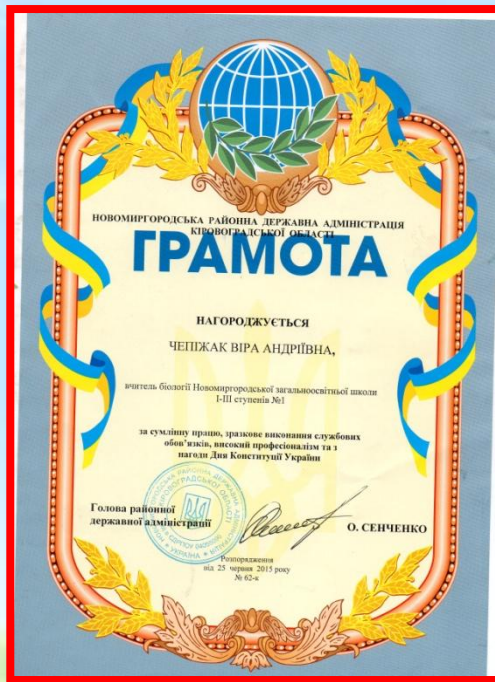 НОВОМИРГОРОДСЬКА РАЙОННА ДЕРЖАВНА АДМІНІСТРАЦІЯ
КІРОВОГРАДСЬКОЇ ОБЛАСТІ
ГРАМОТА
НАГОРОДЖУЄТЬСЯ
ЧЕПІЖАК ВІРА АНДРІЇВНА,
вчитель біології Новомиргородської загальноосвітньої школи
І-ІІІ ступенів №1
за сумлінну працю, зразкове виконання службових
обов'язків, високий професіоналізм та з
нагоди Дня Конституції України
Голова районної
державної адміністрації
О. СЕНЧЕНКО
Розпорядження
від 25 червня 2015 року
№ 62-к